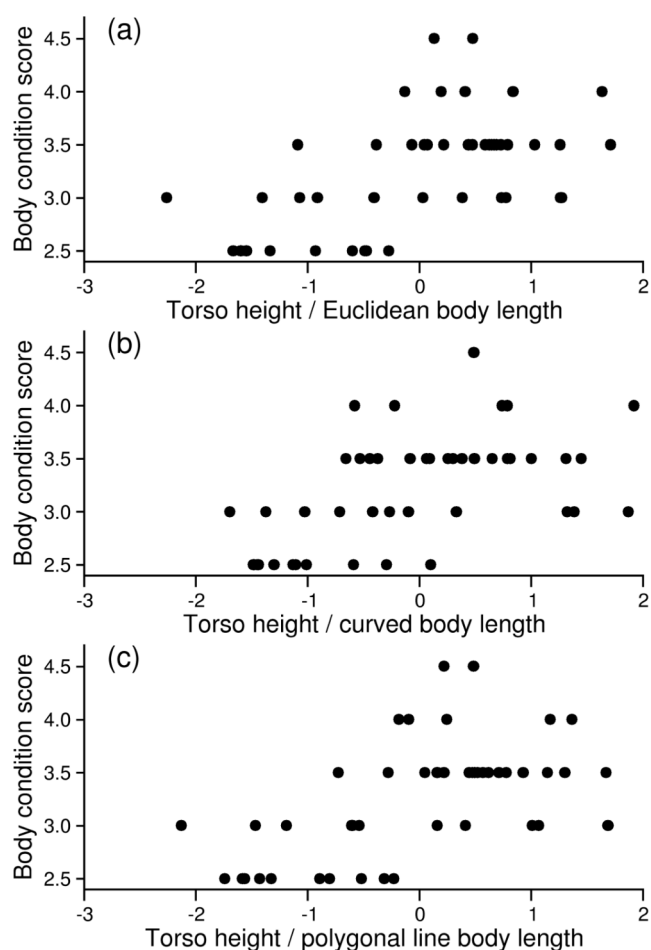 (a)
Body condition score
4.5
4.0
3.5
3.0
2.5
-3 -2 -1 0 1 2
Torso height / Euclidean body length
(b)
Body condition score
4.5
4.0
3.5
3.0
2.5
-3 -2 -1 0 1 2
Torso height / curved body length
(c)
Body condition score
4.5
4.0
3.5
3.0
2.5
-3 -2 -1 0 1 2
Torso height / polygonal line body length